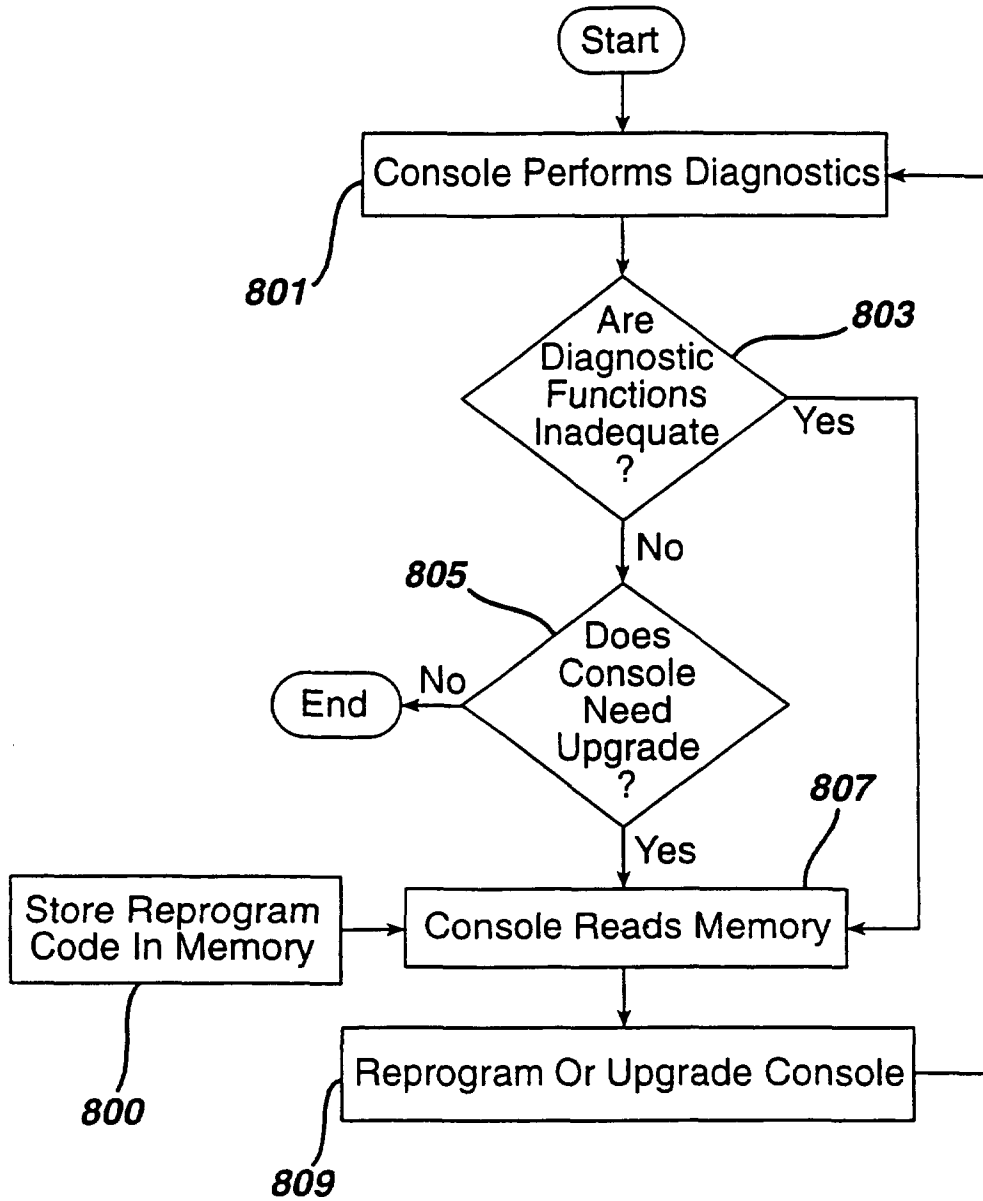 Start
Console Performs Diagnostics
801
Are
Diagnostic
Functions
Inadequate
?
803
Yes
No
805
Does
Console
Need
Upgrade
?
No
End
Yes
807
Store Reprogram
Code In Memory
Console Reads Memory
800
Reprogram Or Upgrade Console
809